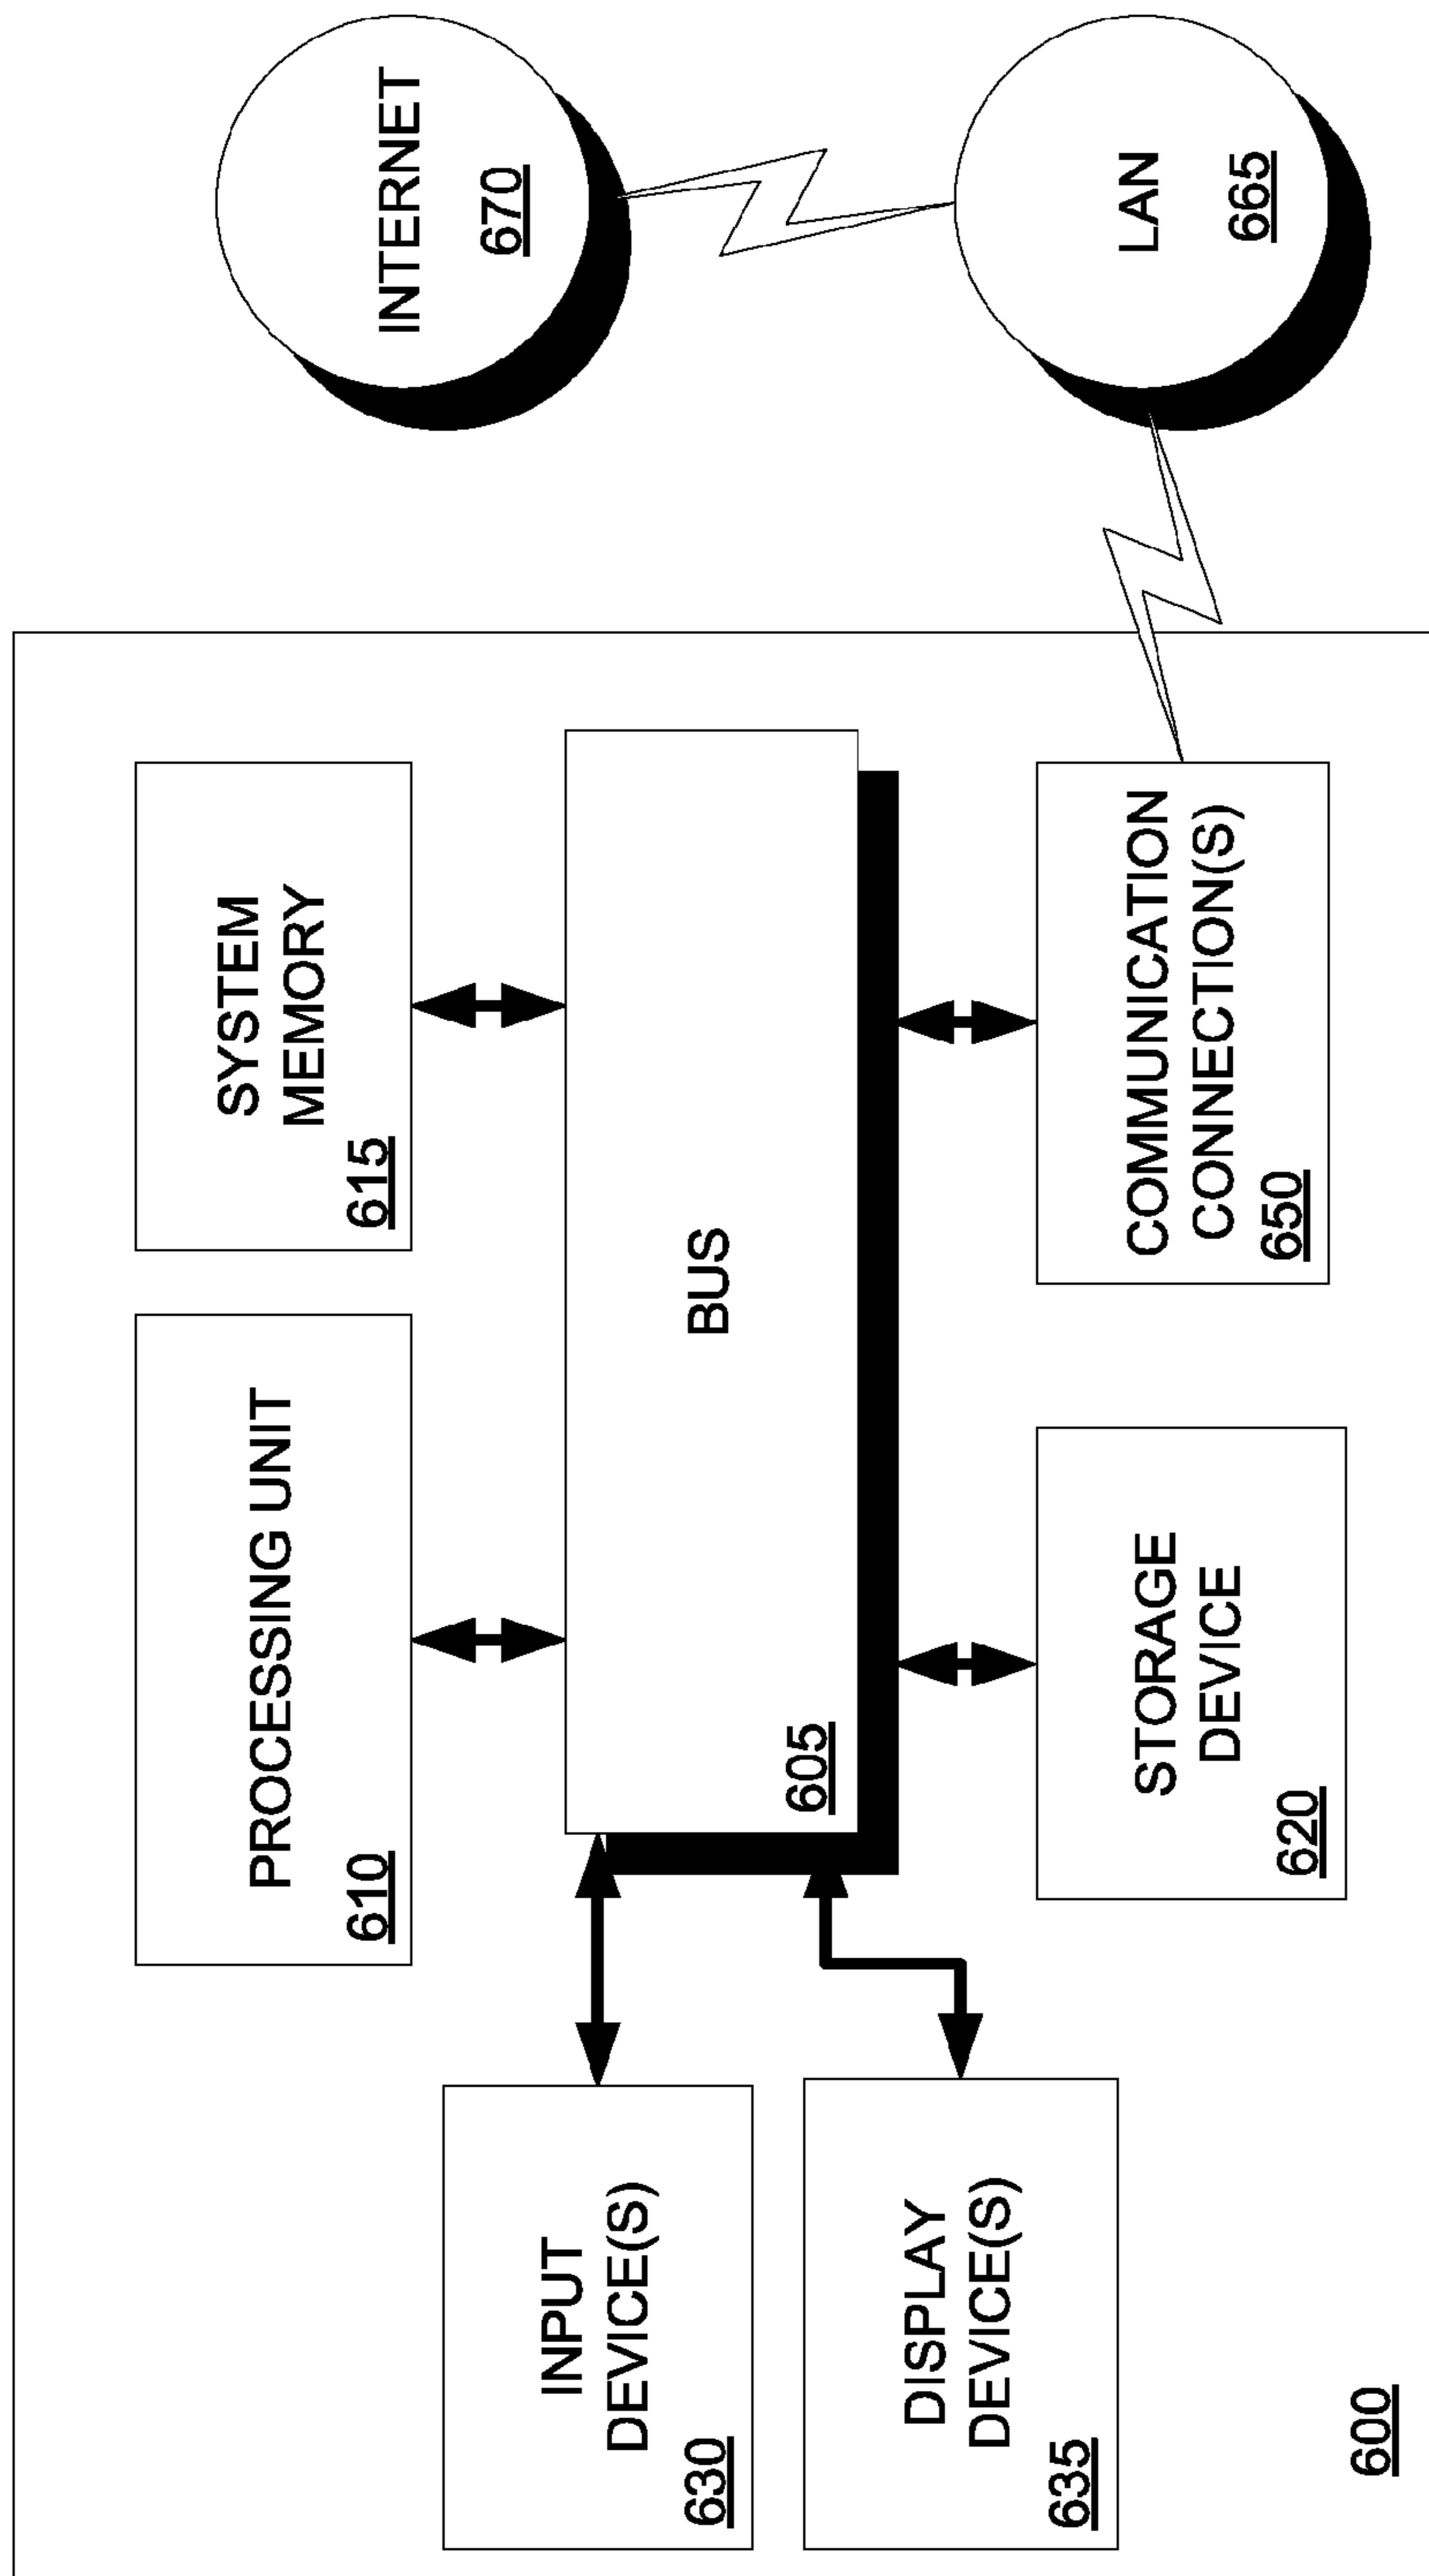 PROCESSING UNIT
610
SYSTEM
MEMORY
615
INTERNET
670
INPUT
DEVICE(S)
630
BUS
605
DISPLAY
DEVICE(S)
635
STORAGE
DEVICE
620
COMMUNICATION
CONNECTION(S)
650
LAN
665
600